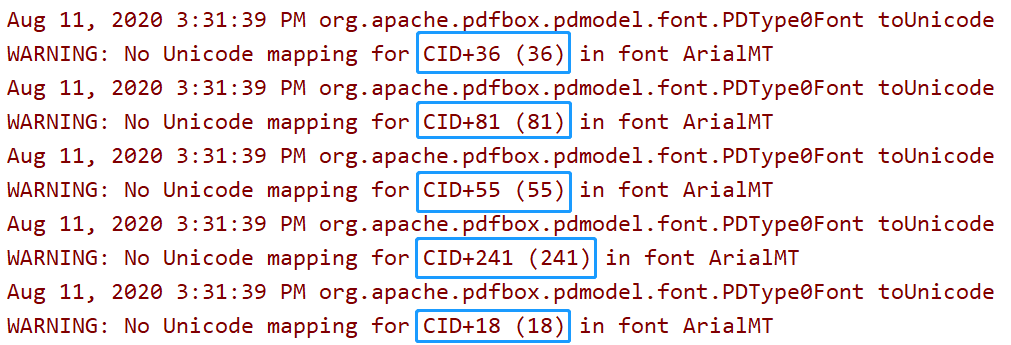 Aug 11, 2020 3:31:39 PM org.apache.pdfbox.pdmodel.font.PDType0Font toUnicode
WARNING: No Unicode mapping for CID+36 (36) in font ArialMT
Aug 11, 2020 3:31:39 PM org.apache.pdfbox.pdmodel.font.PDType0Font toUnicode
WARNING: No Unicode mapping for CID+81 (81) in font ArialMT
Aug 11, 2020 3:31:39 PM org.apache.pdfbox.pdmodel.font.PDType0Font toUnicode
WARNING: No Unicode mapping for CID+55 (55) in font ArialMT
Aug 11, 2020 3:31:39 PM org.apache.pdfbox.pdmodel.font.PDType0Font toUnicode
WARNING: No Unicode mapping for CID+241 (241) in font ArialMT
Aug 11, 2020 3:31:39 PM org.apache.pdfbox.pdmodel.font.PDType0Font toUnicode
WARNING: No Unicode mapping for CID+18 (18) in font ArialMT